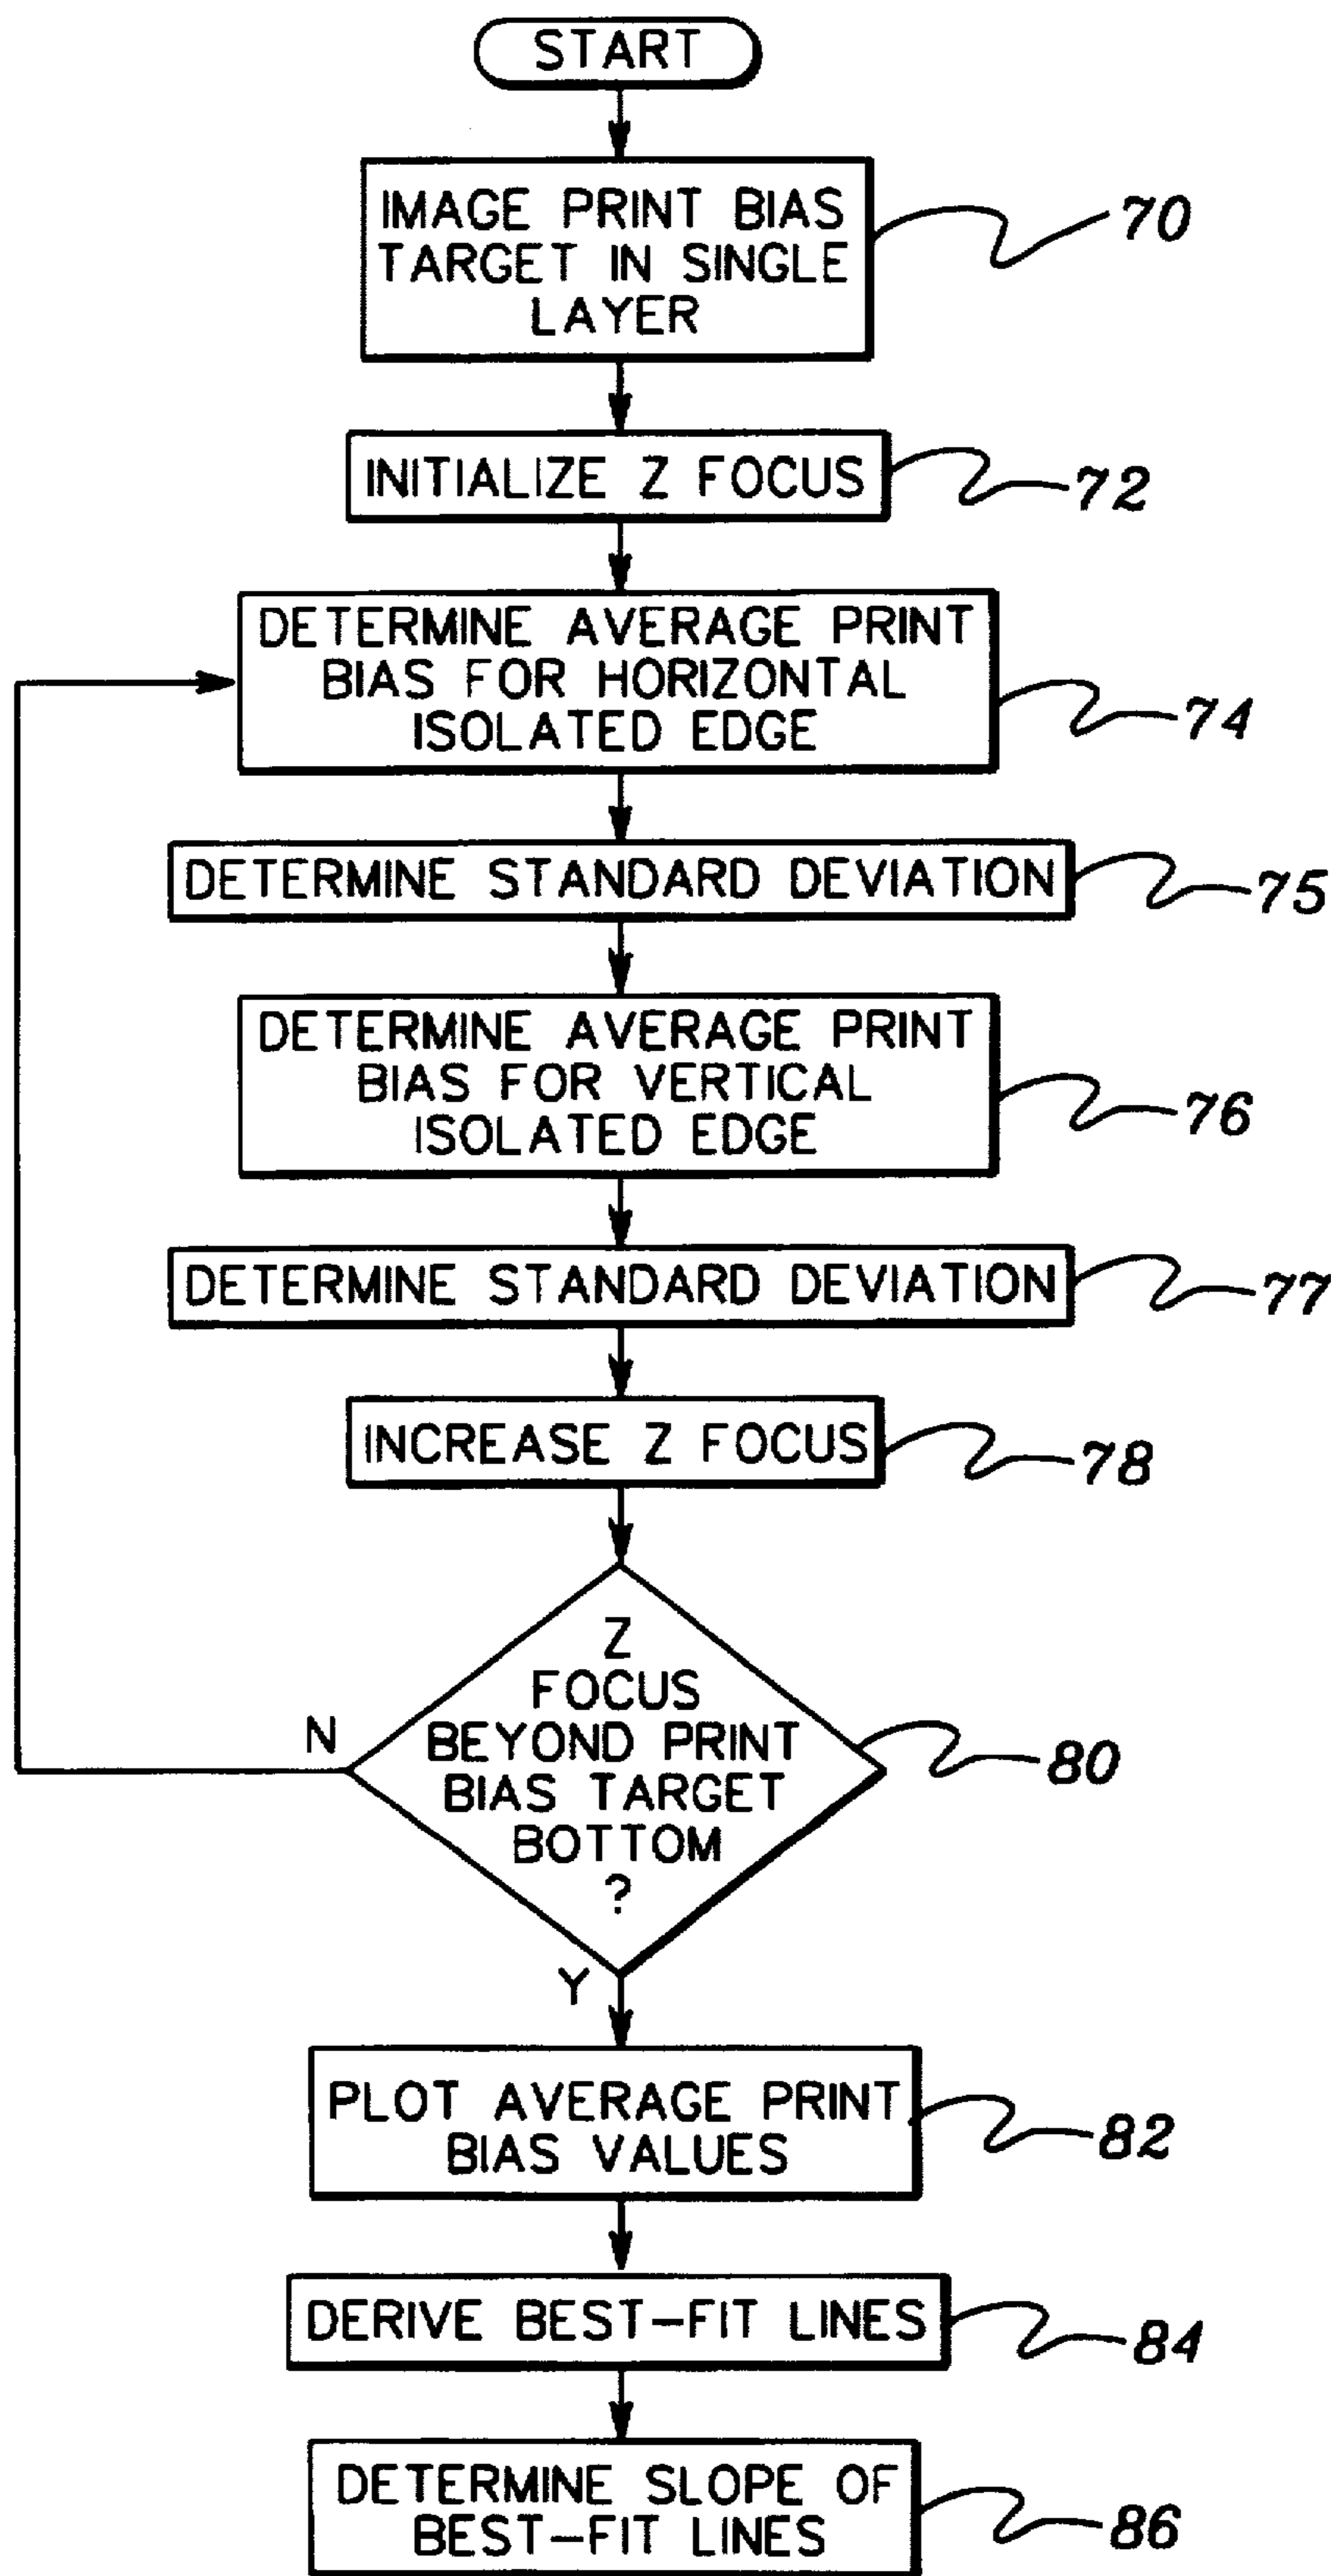 START
IMAGE PRINT BIAS
TARGET IN SINGLE
LAYER
70
INITIALIZE Z FOCUS
72
DETERMINE AVERAGE PRINT
BIAS FOR HORIZONTAL
ISOLATED EDGE
74
DETERMINE STANDARD DEVIATION
75
DETERMINE AVERAGE PRINT
BIAS FOR VERTICAL
ISOLATED EDGE
76
DETERMINE STANDARD DEVIATION
77
INCREASE Z FOCUS
78
Z
FOCUS
BEYOND PRINT
BIAS TARGET
BOTTOM
?
80
N
Y
PLOT AVERAGE PRINT
BIAS VALUES
82
DERIVE BEST-FIT LINES
84
DETERMINE SLOPE OF
BEST-FIT LINES
86